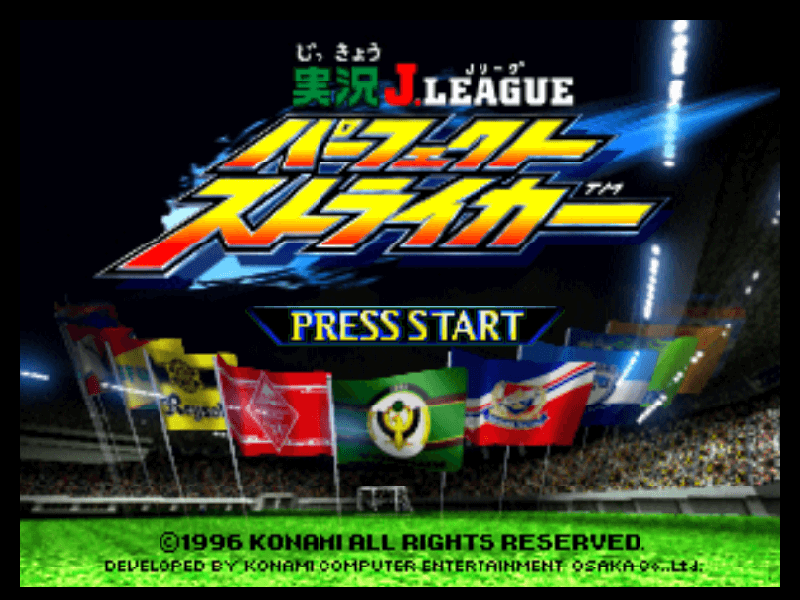 じっきょう Jリーグ
実況 J.LEAGUE
パーフェクト
ストライカー TM
PRESS START
Reysol
©1996 KONAMI ALL RIGHTS RESERVED.
DEVELOPED BY KONAMI COMPUTER ENTERTAINMENT OSAKA Co.,Ltd.